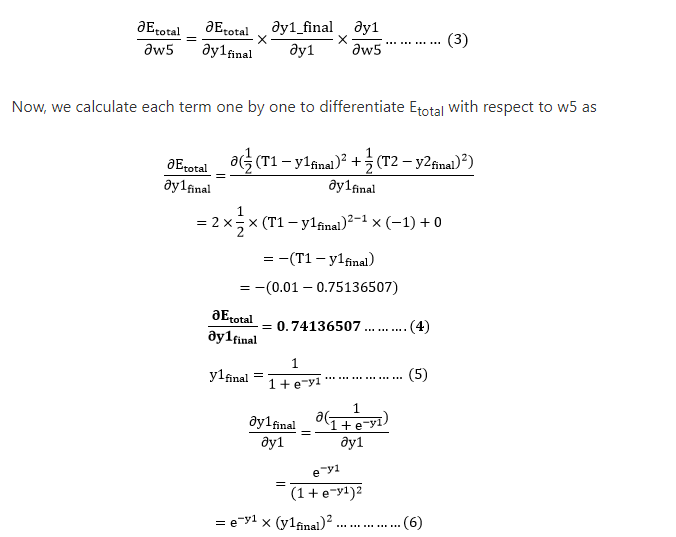 ∂E_total/∂w5 = ∂E_total/∂y1_final × ∂y1_final/∂y1 × ∂y1/∂w5 ... ... ... ... (3)
Now, we calculate each term one by one to differentiate E_total with respect to w5 as
∂E_total/∂y1_final = ∂(1/2(T1 − y1_final)² + 1/2(T2 − y2_final)²)/∂y1_final
= 2 × 1/2 × (T1 − y1_final)²⁻¹ × (−1) + 0
= −(T1 − y1_final)
= −(0.01 − 0.75136507)
∂E_total/∂y1_final = 0.74136507 ... ... .... (4)
y1_final = 1/(1 + e^−y1) ... ... ... ... ... ... (5)
∂y1_final/∂y1 = ∂(1/(1 + e^−y1))/∂y1
= e^−y1/(1 + e^−y1)²
= e^−y1 × (y1_final)² ... ... ... ... ... (6)